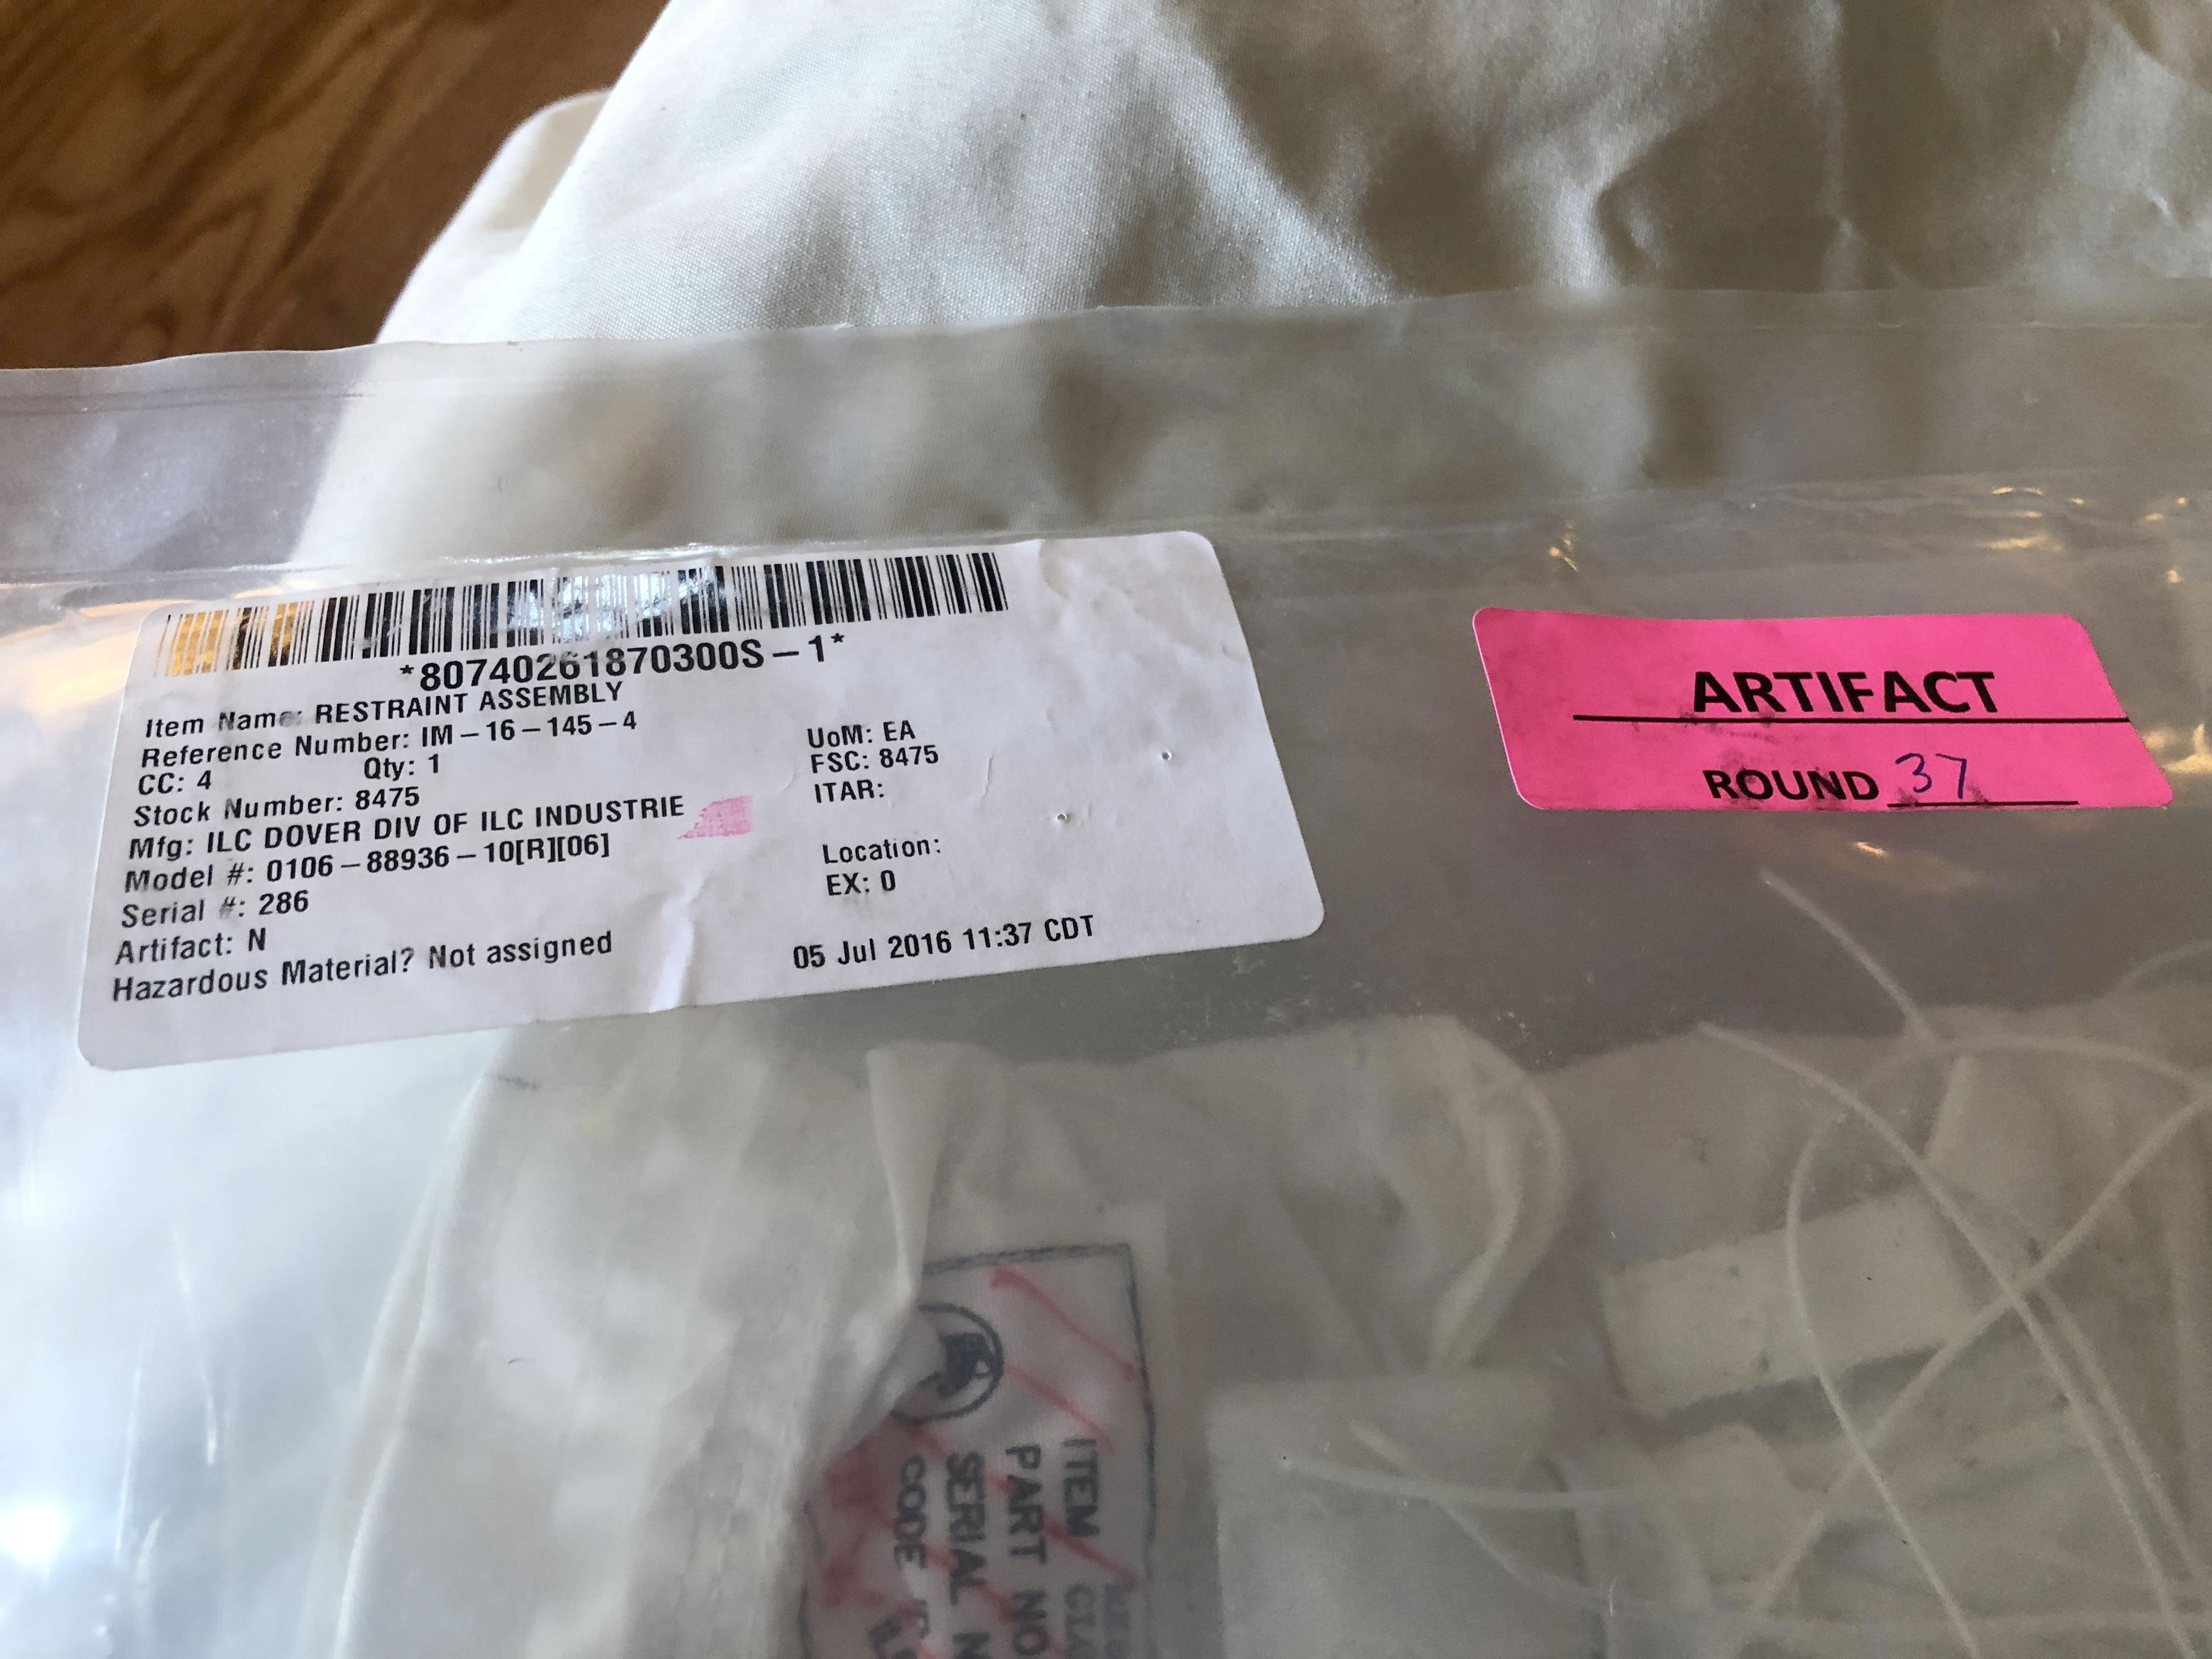 *80740261870300S-1*
Item Name: RESTRAINT ASSEMBLY
Reference Number: IM-16-145-4
CC: 4 Qty: 1
Stock Number: 8475
Mfg: ILC DOVER DIV OF ILC INDUSTRIE
Model #: 0106-88936-10[R][06]
Serial #: 286
Artifact: N
Hazardous Material? Not assigned
UoM: EA
FSC: 8475
ITAR:
Location:
EX: 0
05 Jul 2016 11:37 CDT
ARTIFACT
ROUND 37
ITEM
PART NO
SERIAL N
CODE